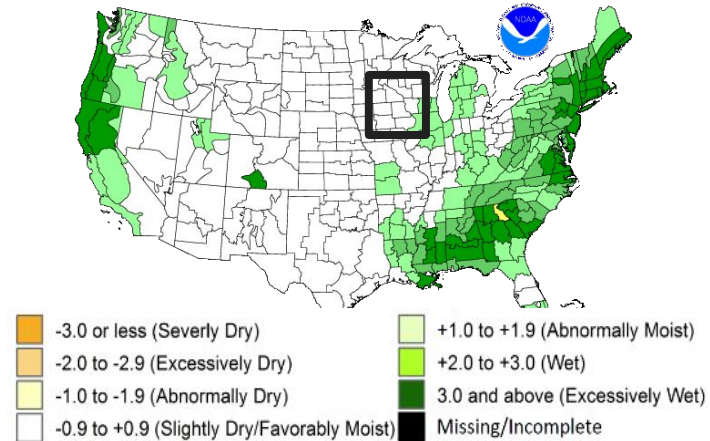 NOAA
-3.0 or less (Severly Dry)
-2.0 to -2.9 (Excessively Dry)
-1.0 to -1.9 (Abnormally Dry)
-0.9 to +0.9 (Slightly Dry/Favorably Moist)
+1.0 to +1.9 (Abnormally Moist)
+2.0 to +3.0 (Wet)
3.0 and above (Excessively Wet)
Missing/Incomplete